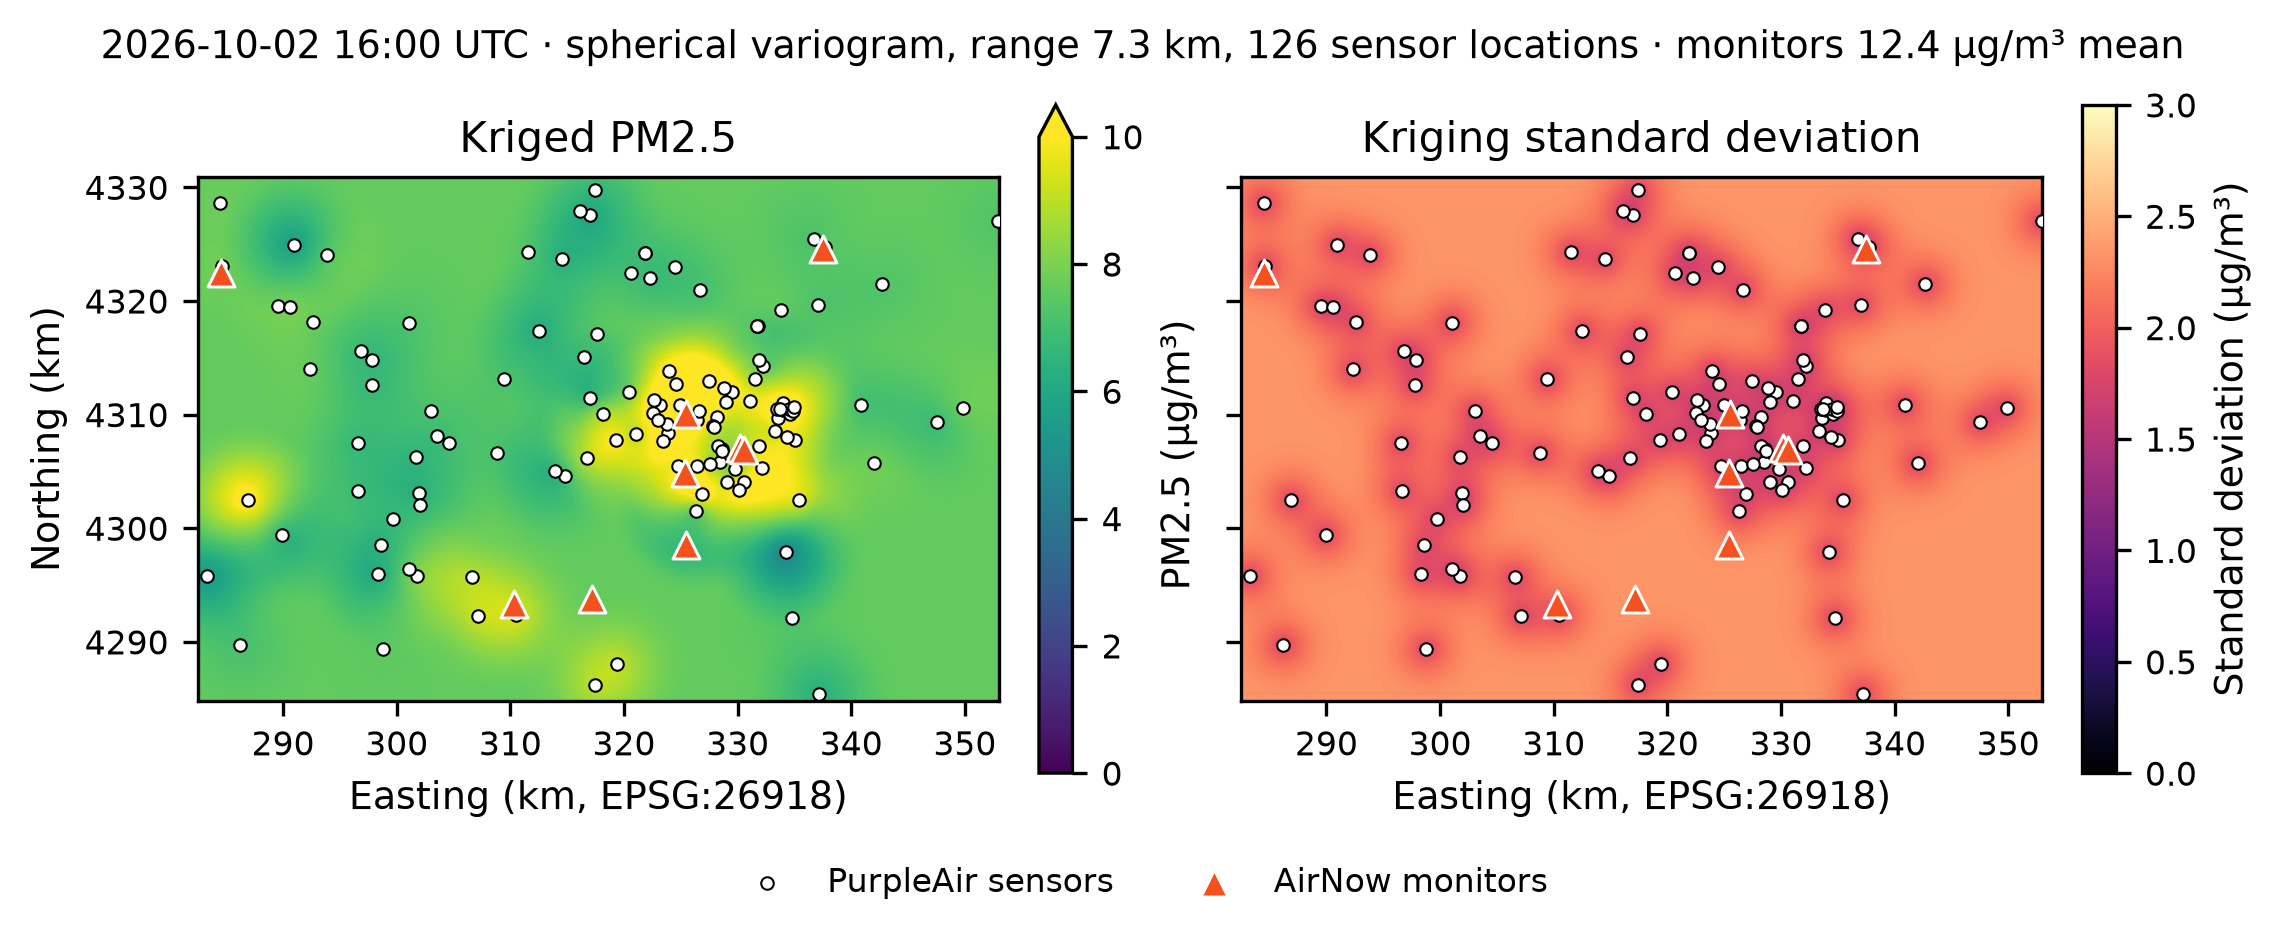 2026-10-02 16:00 UTC · spherical variogram, range 7.3 km, 126 sensor locations · monitors 12.4 µg/m³ mean
Kriged PM2.5
Kriging standard deviation
4330
4320
4310
4300
4290
Northing (km)
290 300 310 320 330 340 350
Easting (km, EPSG:26918)
10
8
6
4
2
0
PM2.5 (µg/m³)
290 300 310 320 330 340 350
Easting (km, EPSG:26918)
3.0
2.5
2.0
1.5
1.0
0.5
0.0
Standard deviation (µg/m³)
PurpleAir sensors
AirNow monitors